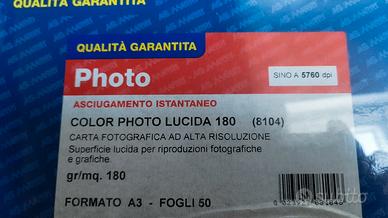 QUALITÀ GARANTITA
QUALITÀ GARANTITA
Photo
SINO A 5760 dpi
ASCIUGAMENTO ISTANTANEO
COLOR PHOTO LUCIDA 180 (8104)
CARTA FOTOGRAFICA AD ALTA RISOLUZIONE
Superficie lucida per riproduzioni fotografiche
e grafiche.
gr/mq. 180
FORMATO A3 - FOGLI 50
subito